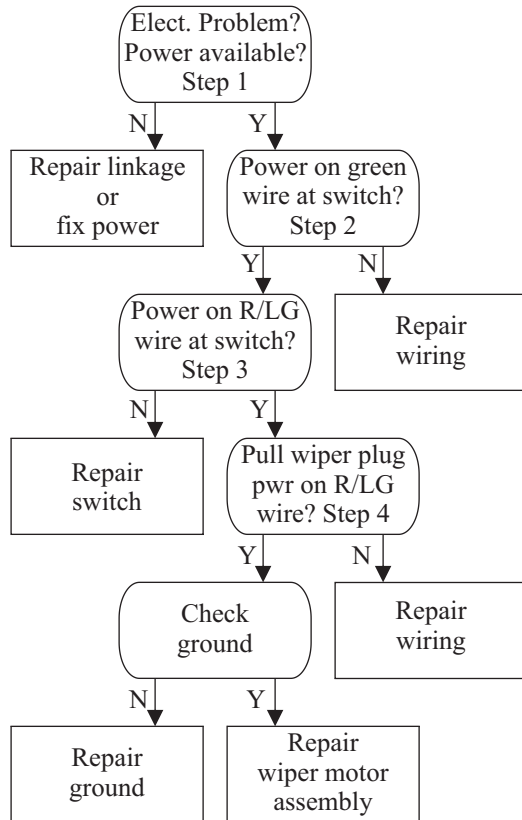 Elect. Problem?
Power available?
Step 1
N
Y
Repair linkage
or
fix power
Power on green
wire at switch?
Step 2
Y
N
Power on R/LG
wire at switch?
Step 3
Repair
wiring
N
Y
Repair
switch
Pull wiper plug
pwr on R/LG
wire? Step 4
Y
N
Check
ground
Repair
wiring
N
Y
Repair
ground
Repair
wiper motor
assembly